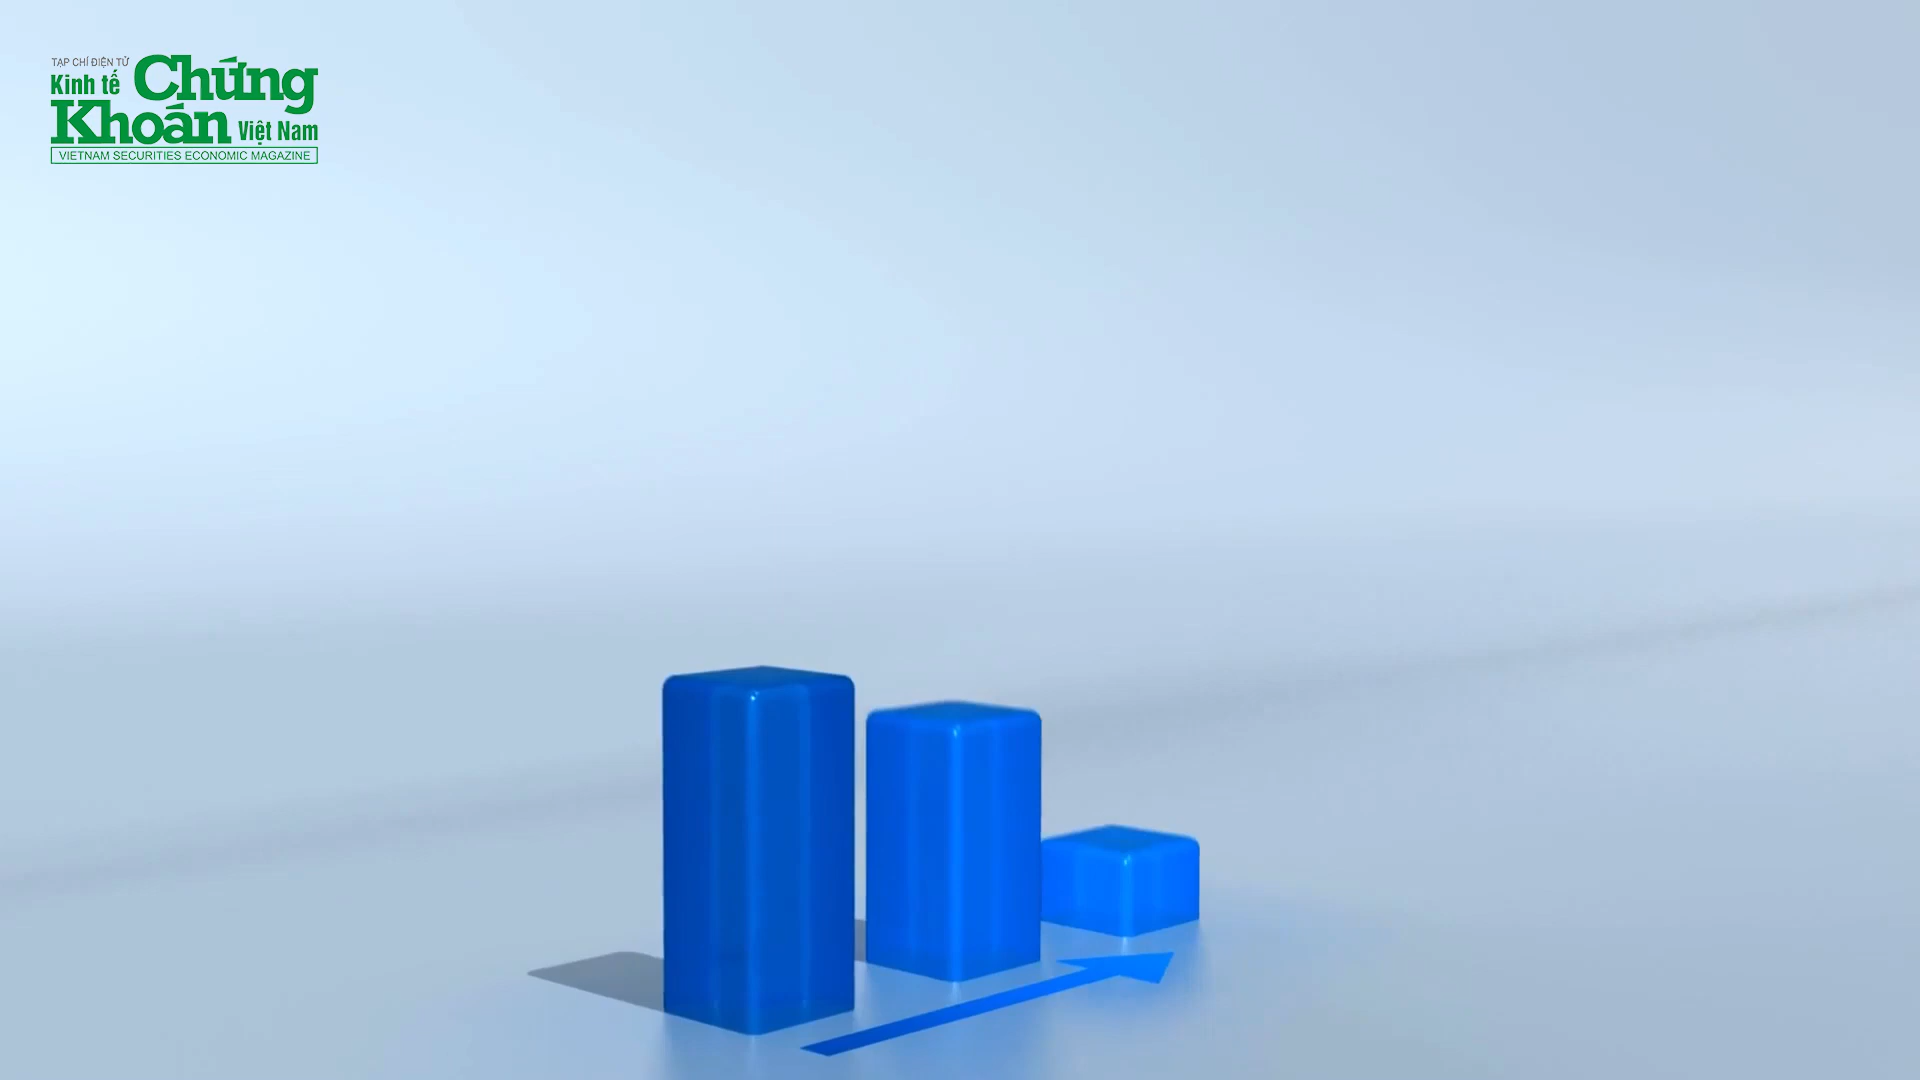 TẠP CHÍ ĐIỆN TỬ
Kinh tế Chứng
Khoán Việt Nam
VIETNAM SECURITIES ECONOMIC MAGAZINE